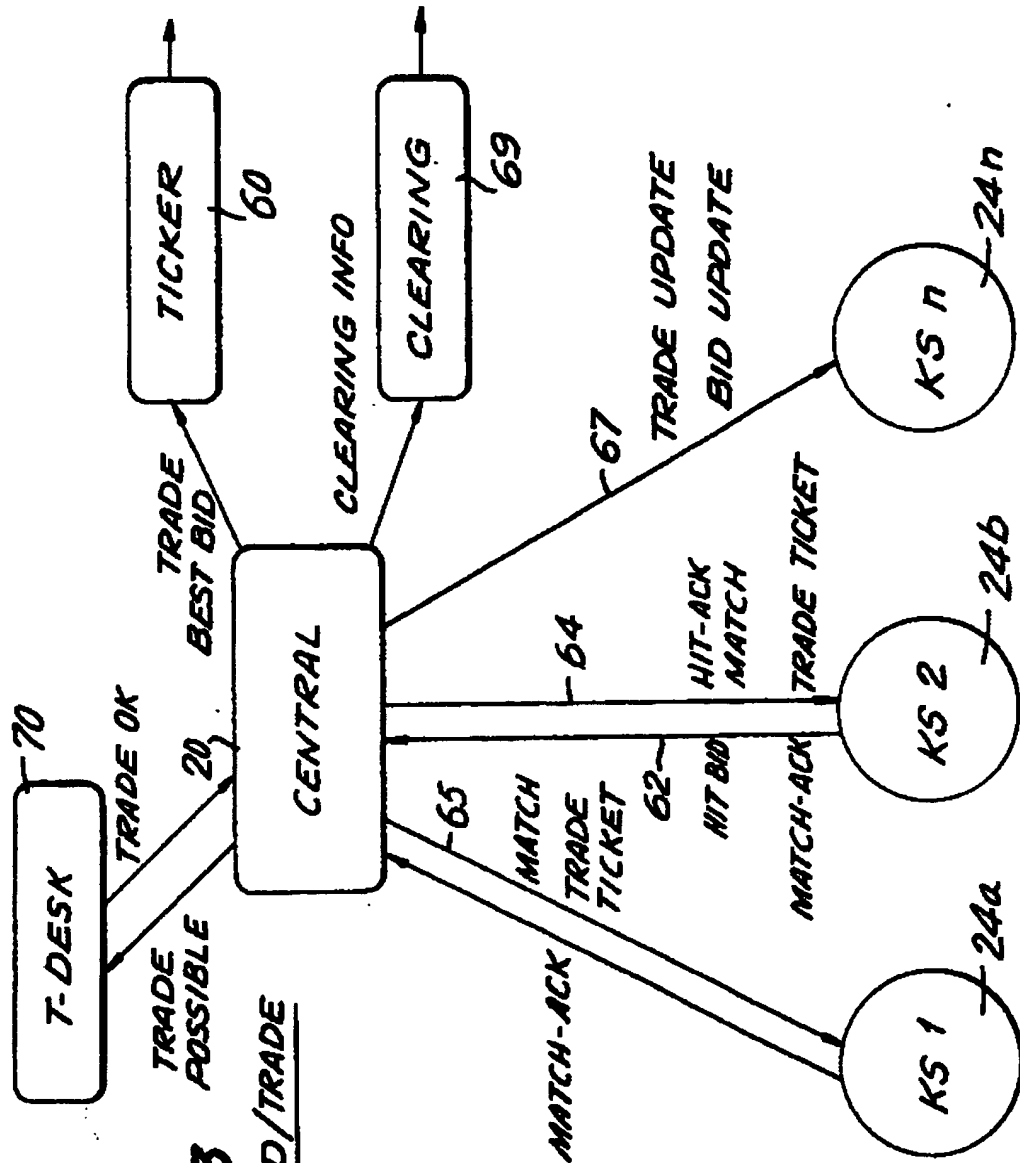 T-DESK
70
TRADE OK
TRADE
POSSIBLE
20
CENTRAL
TRADE
BEST BID
TICKER
60
CLEARING INFO
CLEARING
69
3
D/TRADE
MATCH-ACK
65
MATCH
TRADE
TICKET
62
HIT BID
MATCH-ACK
64
HIT-ACK
MATCH
TRADE TICKET
67
TRADE UPDATE
BID UPDATE
KS 1
24a
KS 2
24b
KS n
24n